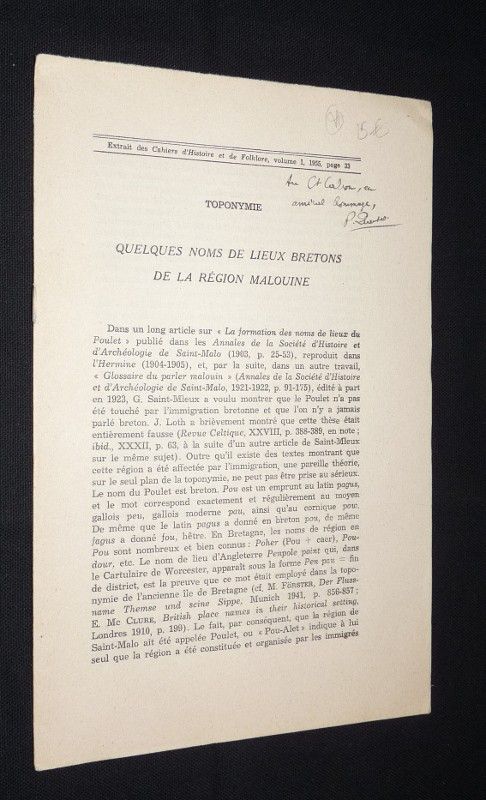 15 €
Extrait des Cahiers d'Histoire et de Folklore, volume 1, 1955, page 33
Au Ct
amical hommage,
P.
TOPONYMIE
QUELQUES NOMS DE LIEUX BRETONS
DE LA RÉGION MALOUINE
Dans un long article sur « La formation des noms de lieux du
Poulet » publié dans les Annales de la Société d'Histoire et
d'Archéologie de Saint-Malo (1903, p. 25-53), reproduit dans
l'Hermine (1904-1905), et, par la suite, dans un autre travail,
« Glossaire du parler malouin » (Annales de la Société d'Histoire
et d'Archéologie de Saint-Malo, 1921-1922, p. 91-175), édité à part
en 1923, G. Saint-Mleux a voulu montrer que le Poulet n'a pas
été touché par l'immigration bretonne et que l'on n'y a jamais
parlé breton. J. Loth a brièvement montré que cette thèse était
entièrement fausse (Revue Celtique, XXVIII, p. 388-389, en note ;
ibid., XXXII, p. 63, à la suite d'un autre article de Saint-Mleux
sur le même sujet). Outre qu'il existe des textes montrant que
cette région a été affectée par l'immigration, une pareille théorie,
sur le seul plan de la toponymie, ne peut pas être prise au sérieux.
Le nom du Poulet est breton. Pou est un emprunt au latin pagus,
et le mot correspond exactement et régulièrement au moyen
gallois peu, gallois moderne pau, ainsi qu'au cornique pow.
De même que le latin pagus a donné en breton pou, de même
fagus a donné fou, hêtre. En Bretagne, les noms de région en
Pou sont nombreux et bien connus : Poher (Pou + caer), Pou-
dour, etc. Le nom de lieu d'Angleterre Penpole point qui, dans
le Cartulaire de Worcester, apparaît sous la forme Pen pau = fin
de district, est la preuve que ce mot était employé dans la topo-
nymie de l'ancienne île de Bretagne (cf. M. FÖRSTER, Der Fluss-
name Themse und seine Sippe, Munich 1941, p. 856-857 ;
E. Mc CLURE, British place names in their historical setting,
Londres 1910, p. 199). Le fait, par conséquent, que la région de
Saint-Malo ait été appelée Poulet, ou « Pou-Alet » indique à lui
seul que la région a été constituée et organisée par les immigrés